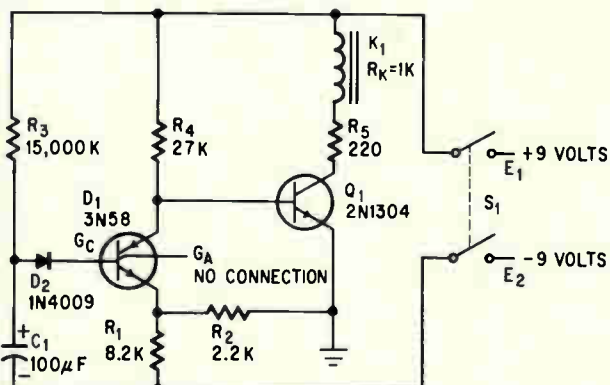 K1
RK=1K
R3
15,000K
R4
27K
R5
220
+9 VOLTS
E1
D1
3N58
Q1
2N1304
S1
GC
GA
NO CONNECTION
-9 VOLTS
E2
D2
1N4009
+
C1
100μF
-
R1
8.2K
R2
2.2K